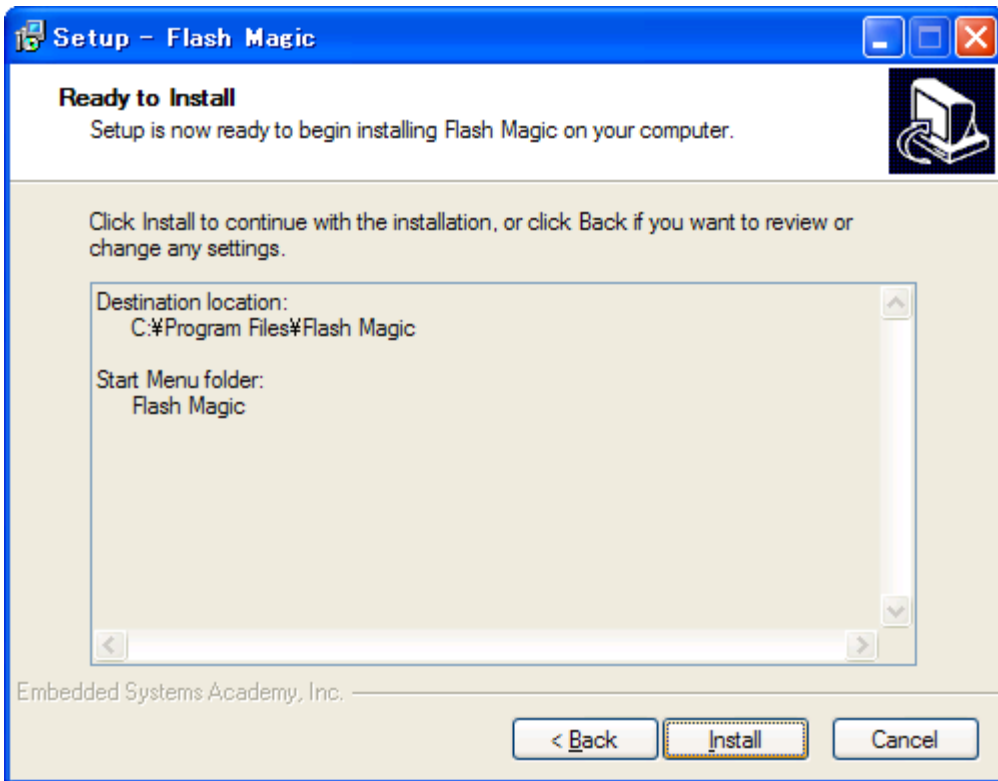 Setup - Flash Magic
Ready to Install
Setup is now ready to begin installing Flash Magic on your computer.
Click Install to continue with the installation, or click Back if you want to review or
change any settings.
Destination location:
C:¥Program Files¥Flash Magic
Start Menu folder:
Flash Magic
Embedded Systems Academy, Inc.
< Back
Install
Cancel